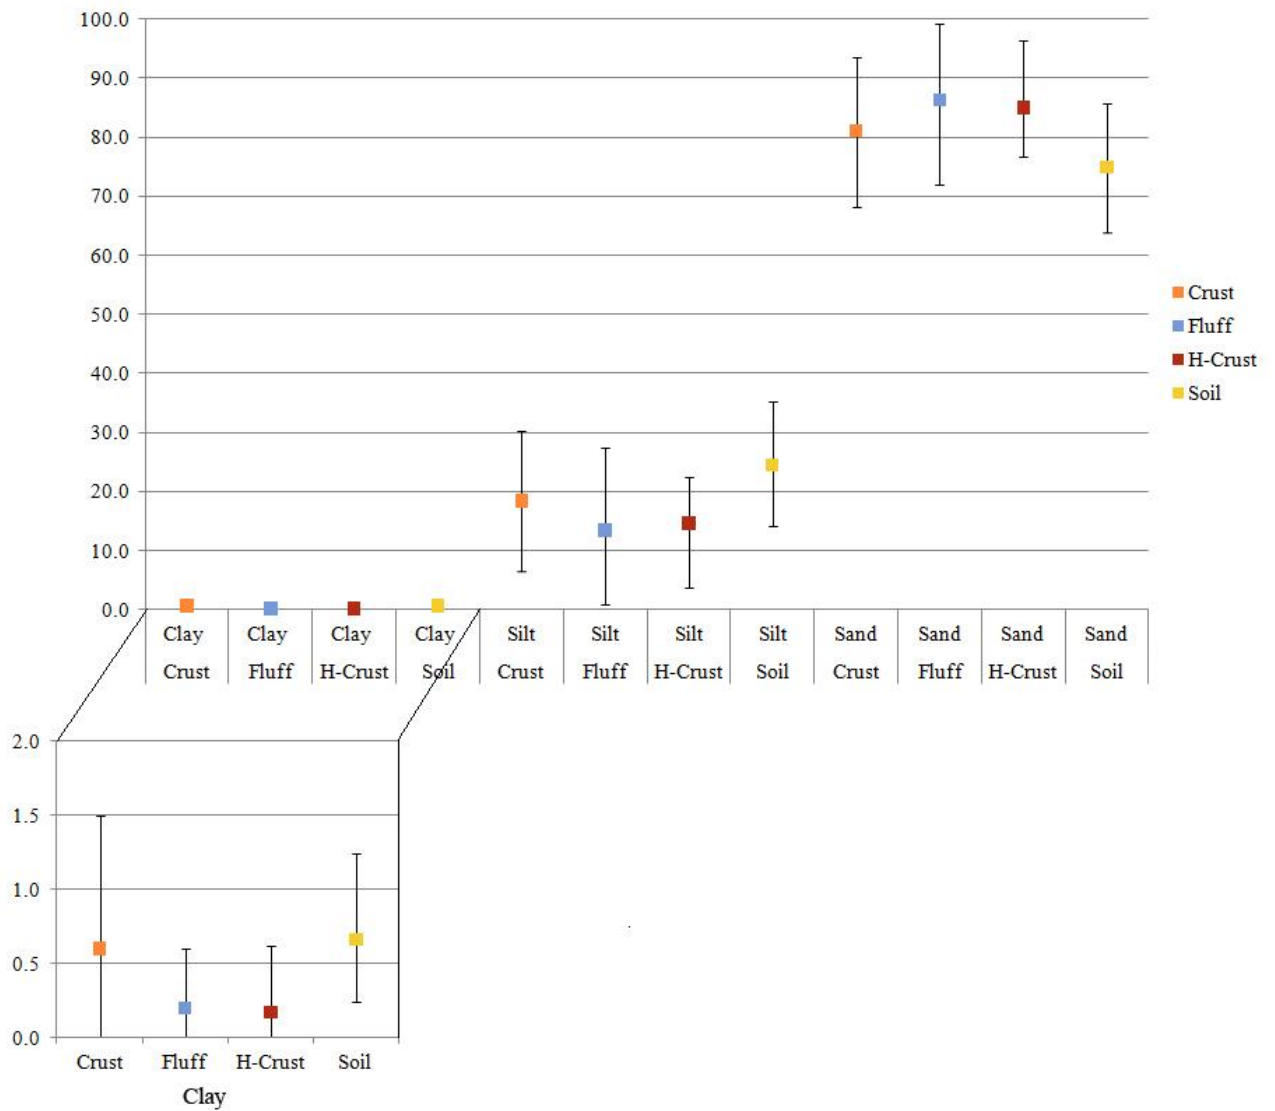 100.0
90.0
80.0
70.0
60.0
50.0
40.0
30.0
20.0
10.0
0.0
Clay Clay Clay Clay Silt Silt Silt Silt Sand Sand Sand Sand
Crust Fluff H-Crust Soil Crust Fluff H-Crust Soil Crust Fluff H-Crust Soil
Crust
Fluff
H-Crust
Soil
2.0
1.5
1.0
0.5
0.0
Crust Fluff H-Crust Soil
Clay